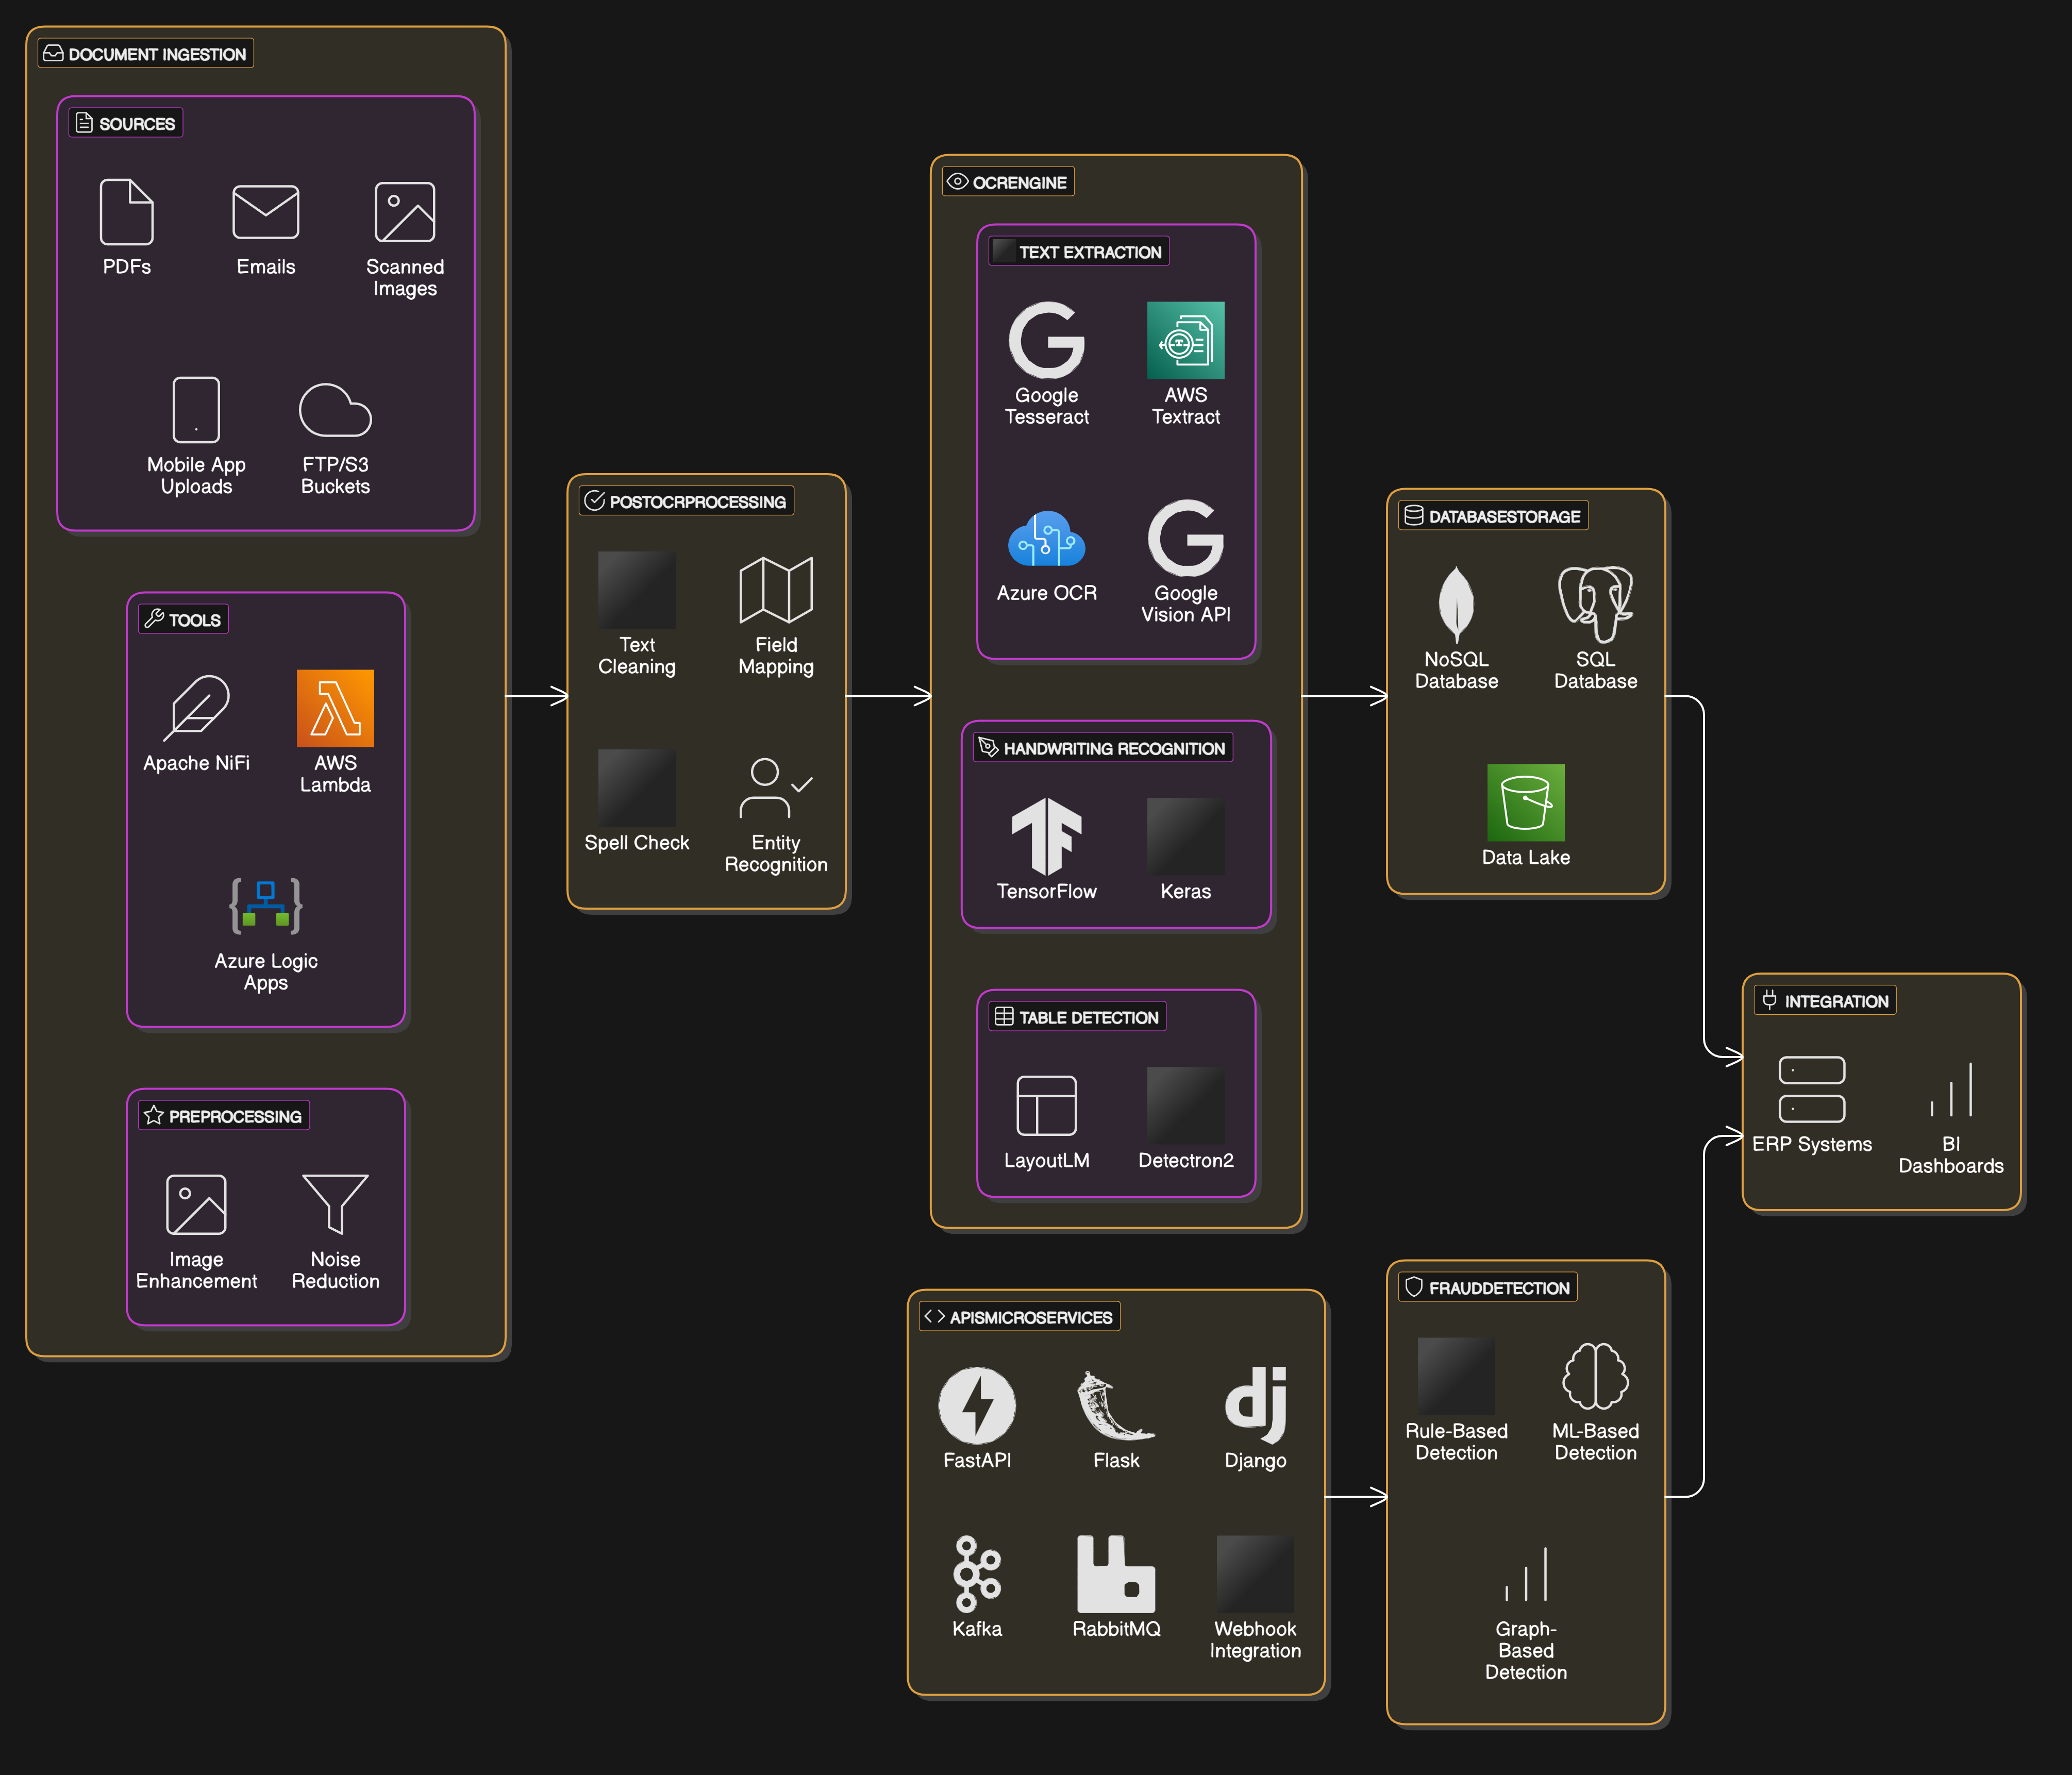 DOCUMENT INGESTION
SOURCES
PDFs
Emails
Scanned
Images
Mobile App
Uploads
FTP/S3
Buckets
TOOLS
Apache NiFi
AWS
Lambda
Azure Logic
Apps
PREPROCESSING
Image
Enhancement
Noise
Reduction
POSTOCRPROCESSING
Text
Cleaning
Field
Mapping
Spell Check
Entity
Recognition
OCRENGINE
TEXT EXTRACTION
Google
Tesseract
AWS
Textract
Azure OCR
Google
Vision API
HANDWRITING RECOGNITION
TensorFlow
Keras
TABLE DETECTION
LayoutLM
Detectron2
DATABASESTORAGE
NoSQL
Database
SQL
Database
Data Lake
APISMICROSERVICES
FastAPI
Flask
dj
Django
Kafka
RabbitMQ
Webhook
Integration
FRAUDDETECTION
Rule-Based
Detection
ML-Based
Detection
Graph-
Based
Detection
INTEGRATION
ERP Systems
BI
Dashboards